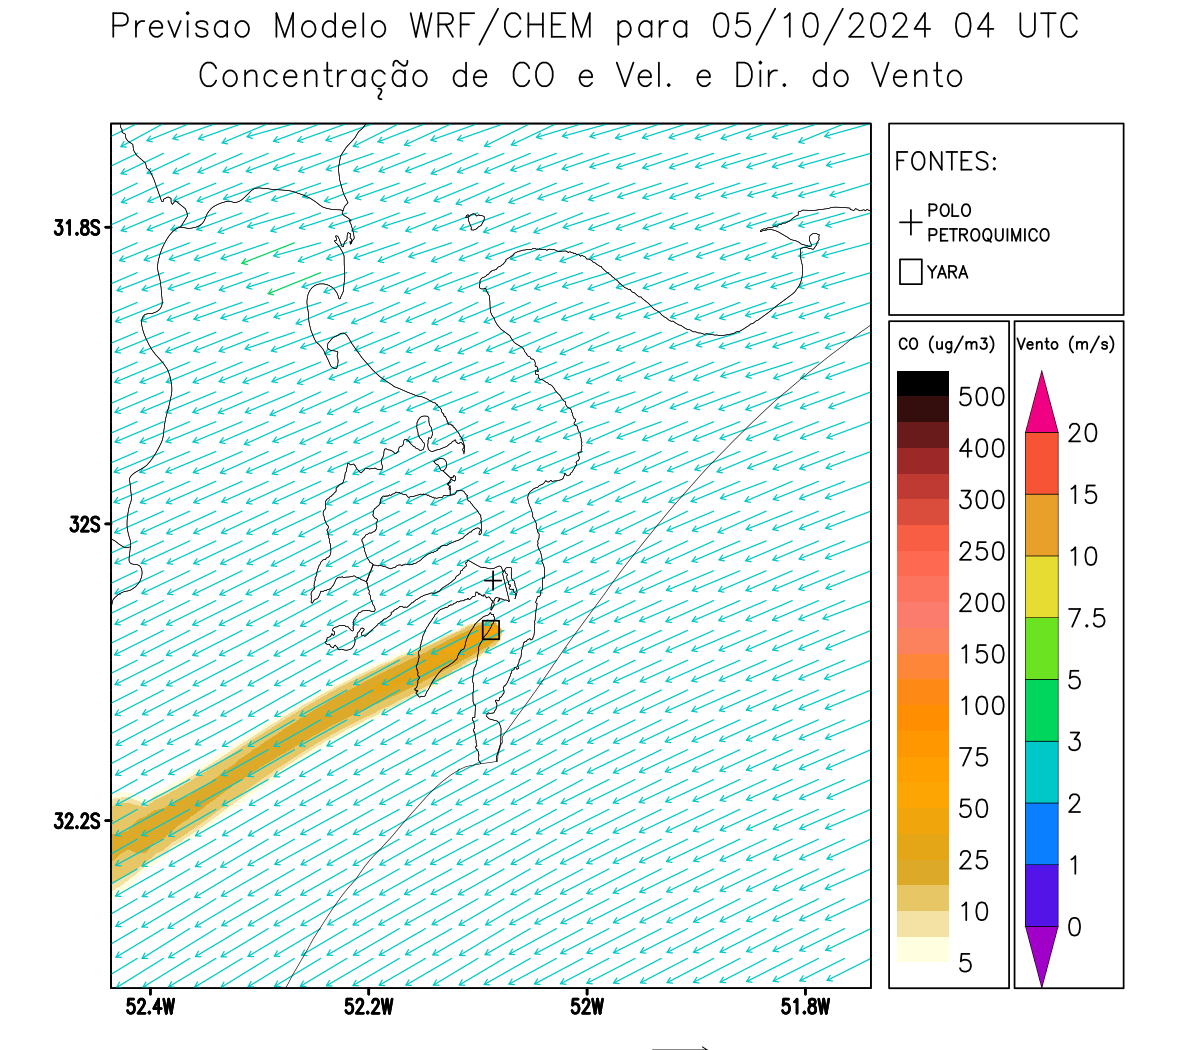 Previsao Modelo WRF/CHEM para 05/10/2024 04 UTC
Concentração de CO e Vel. e Dir. do Vento
FONTES:
POLO
PETROQUIMICO
YARA
CO (ug/m3)
500
400
300
250
200
150
100
75
50
25
10
5
Vento (m/s)
20
15
10
7.5
5
3
2
1
0
31.8S
32S
32.2S
52.4W
52.2W
52W
51.8W